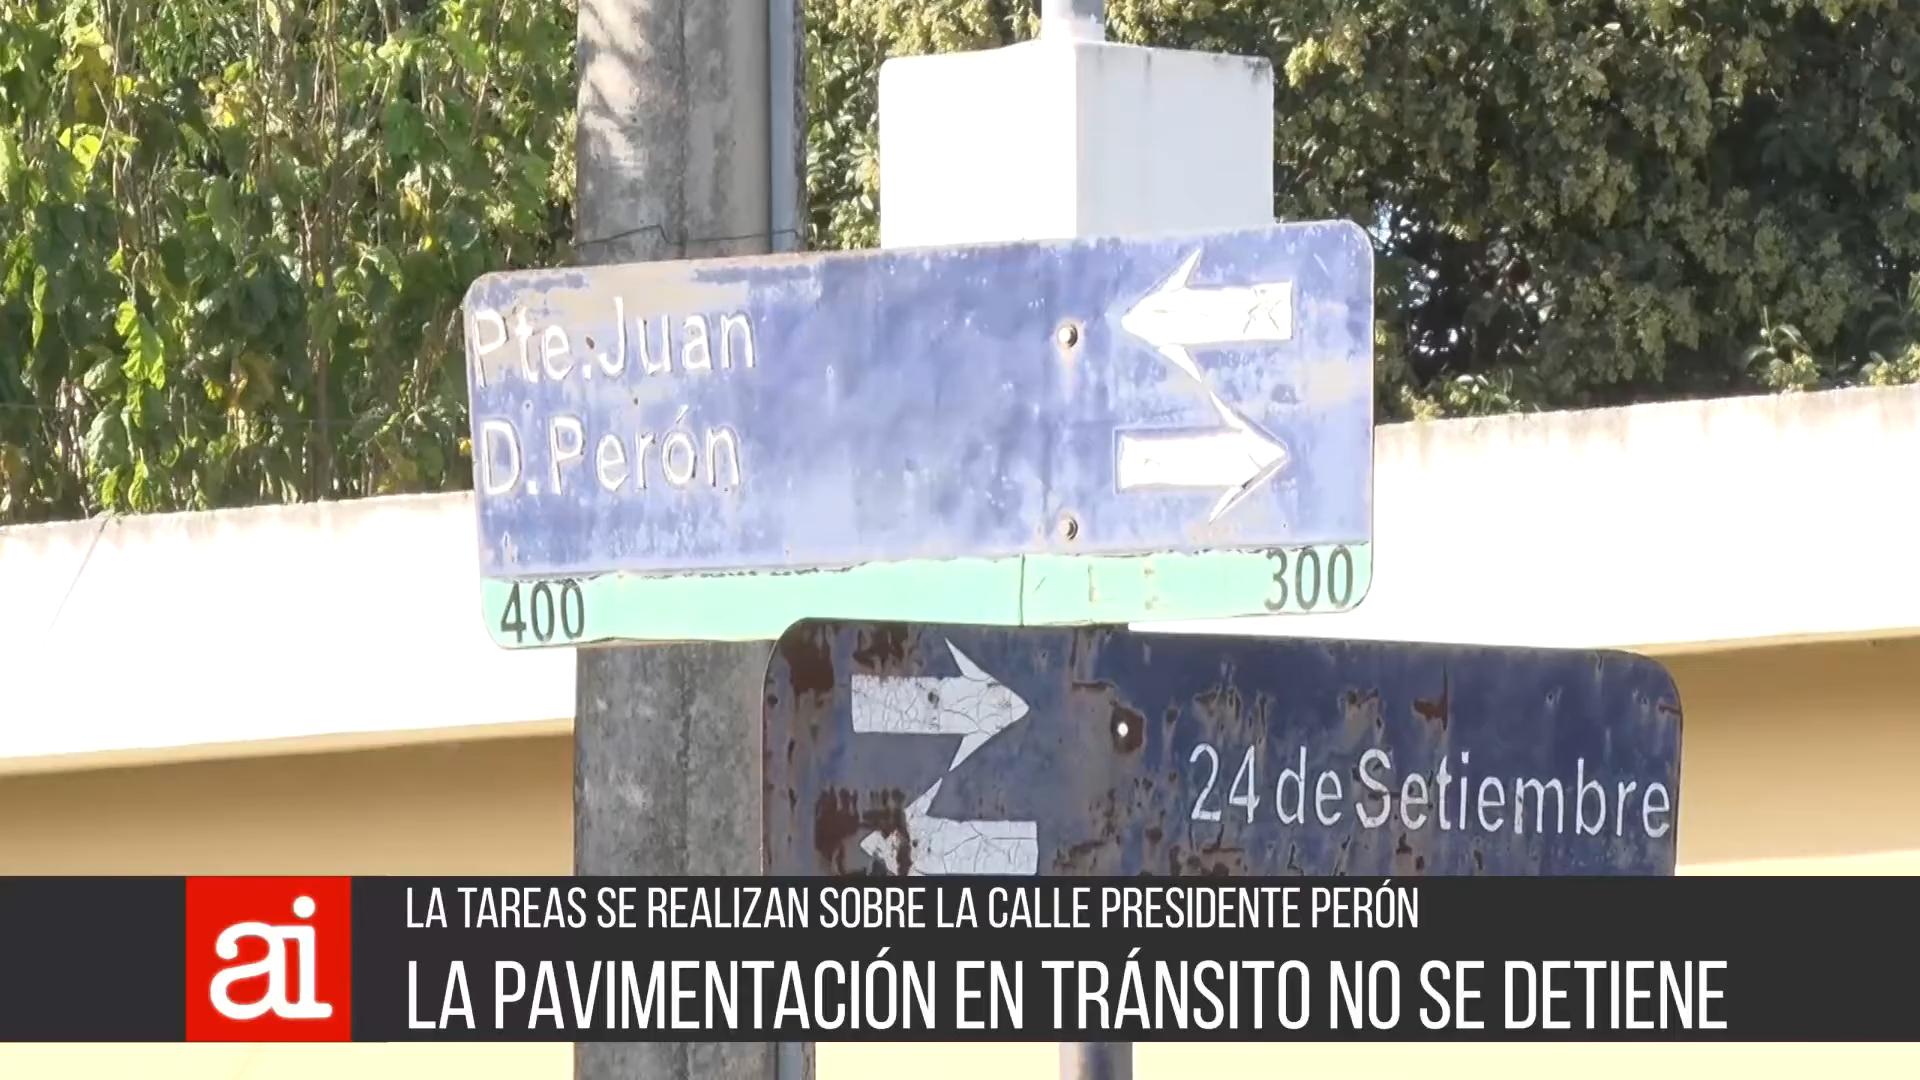 Pte.Juan
D.Perón
400 300
24 de Setiembre
ai
LA TAREAS SE REALIZAN SOBRE LA CALLE PRESIDENTE PERÓN
LA PAVIMENTACIÓN EN TRÁNSITO NO SE DETIENE